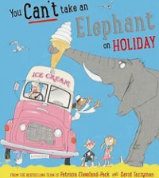 You Can't take an
Elephant
on HOLIDAY
ICE CREAM
FROM THE BESTSELLING TEAM OF Patricia Cleveland-Peck AND David Tazzyman